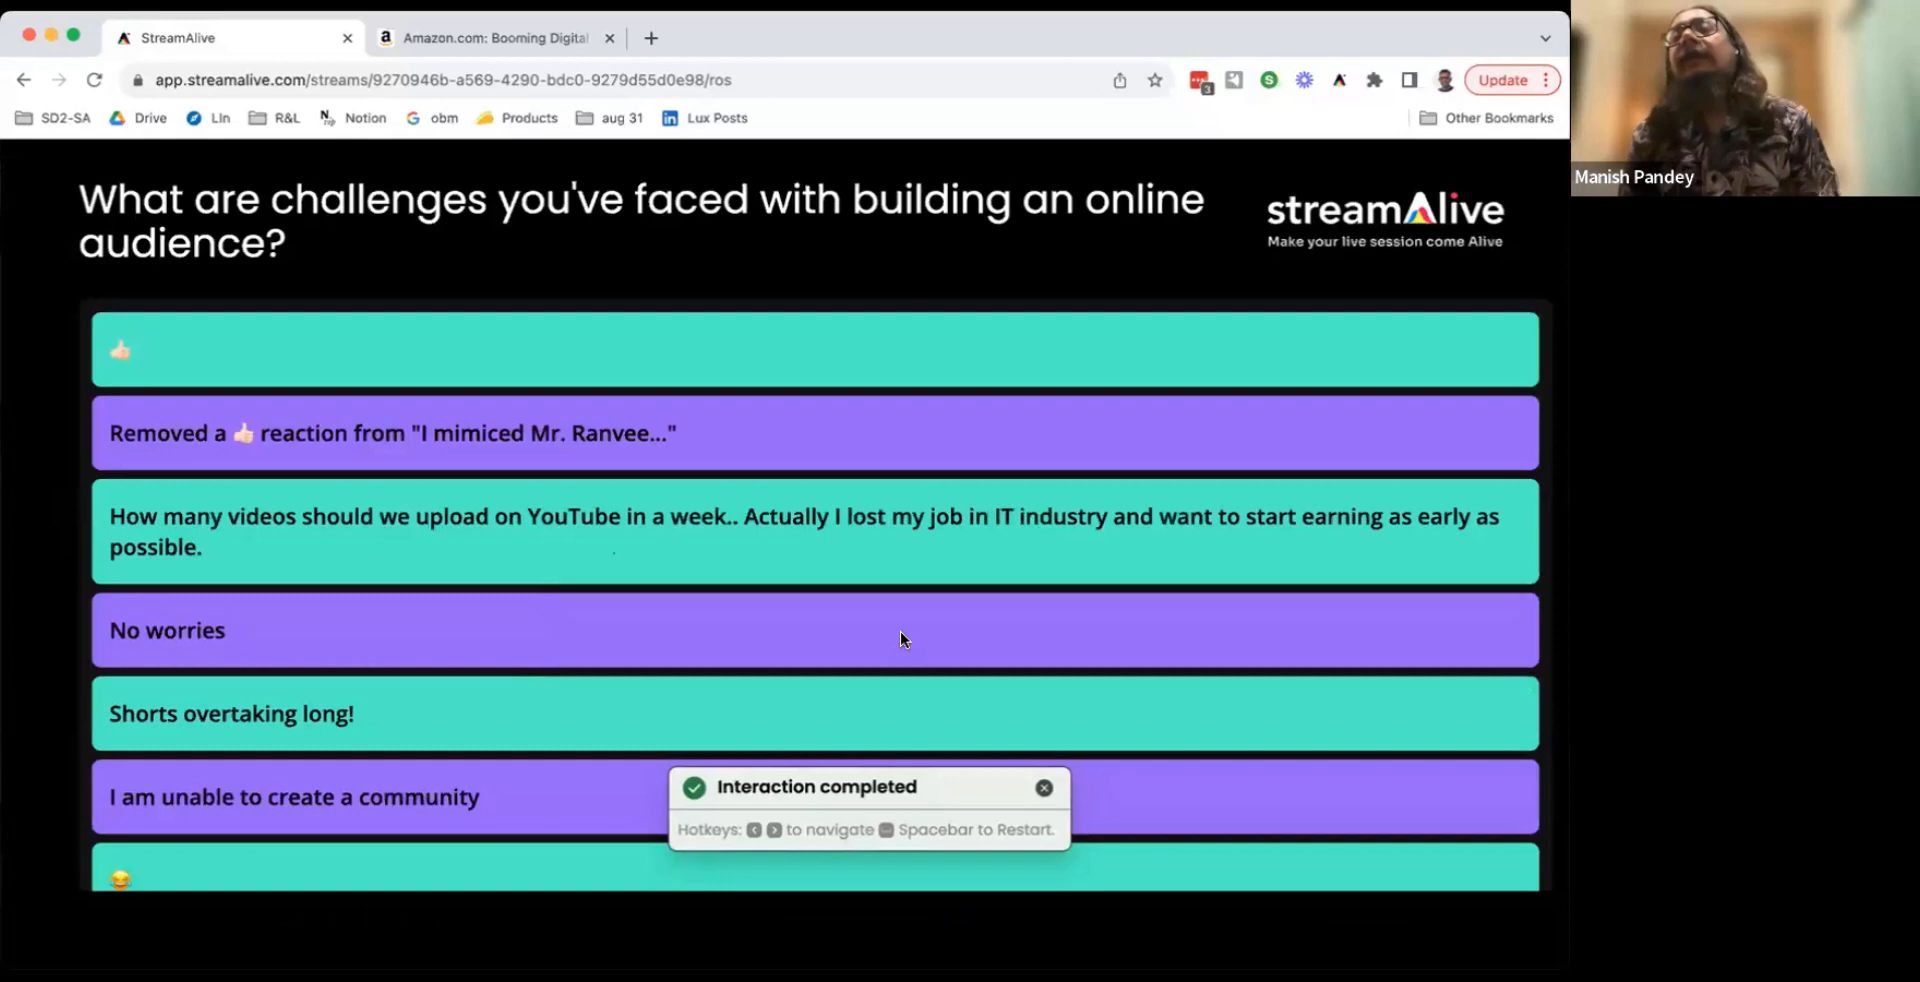 StreamAlive
Amazon.com: Booming Digital
app.streamalive.com/streams/9270946b-a569-4290-bdc0-9279d55d0e98/ros
3
S
Update
SD2-SA
Drive
LIn
R&L
Notion
obm
Products
aug 31
Lux Posts
Other Bookmarks
Manish Pandey
What are challenges you've faced with building an online
audience?
streamAlive
Make your live session come Alive
👍🏻
Removed a 👍🏻 reaction from "I mimiced Mr. Ranvee..."
How many videos should we upload on YouTube in a week.. Actually I lost my job in IT industry and want to start earning as early as
possible.
No worries
Shorts overtaking long!
I am unable to create a community
Interaction completed
Hotkeys: < > to navigate Spacebar to Restart.
😂